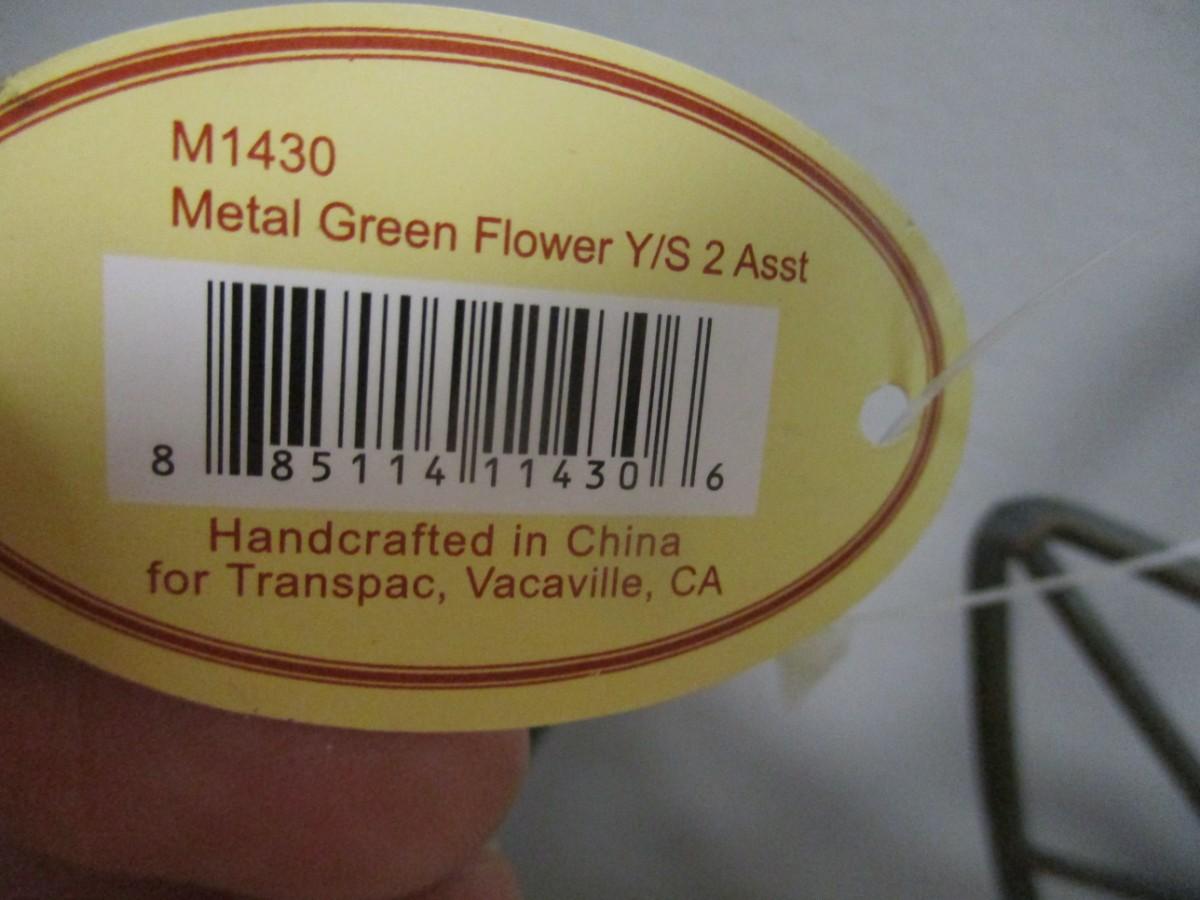 M1430
Metal Green Flower Y/S 2 Asst
8 85114 11430 6
Handcrafted in China
for Transpac, Vacaville, CA